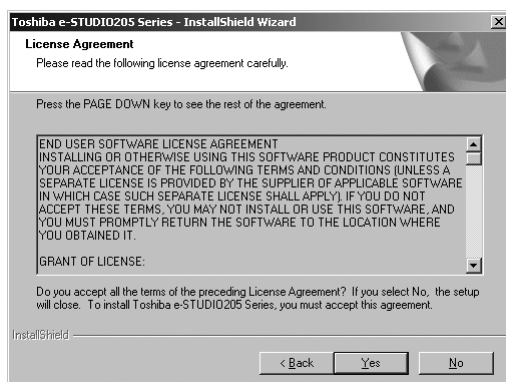 Toshiba e-STUDIO205 Series - InstallShield Wizard
License Agreement
Please read the following license agreement carefully.
Press the PAGE DOWN key to see the rest of the agreement.
END USER SOFTWARE LICENSE AGREEMENT
INSTALLING OR OTHERWISE USING THIS SOFTWARE PRODUCT CONSTITUTES
YOUR ACCEPTANCE OF THE FOLLOWING TERMS AND CONDITIONS (UNLESS A
SEPARATE LICENSE IS PROVIDED BY THE SUPPLIER OF APPLICABLE SOFTWARE
IN WHICH CASE SUCH SEPARATE LICENSE SHALL APPLY). IF YOU DO NOT
ACCEPT THESE TERMS, YOU MAY NOT INSTALL OR USE THIS SOFTWARE, AND
YOU MUST PROMPTLY RETURN THE SOFTWARE TO THE LOCATION WHERE
YOU OBTAINED IT.
GRANT OF LICENSE:
Do you accept all the terms of the preceding License Agreement? If you select No, the setup
will close. To install Toshiba e-STUDIO205 Series, you must accept this agreement.
InstallShield
< Back
Yes
No